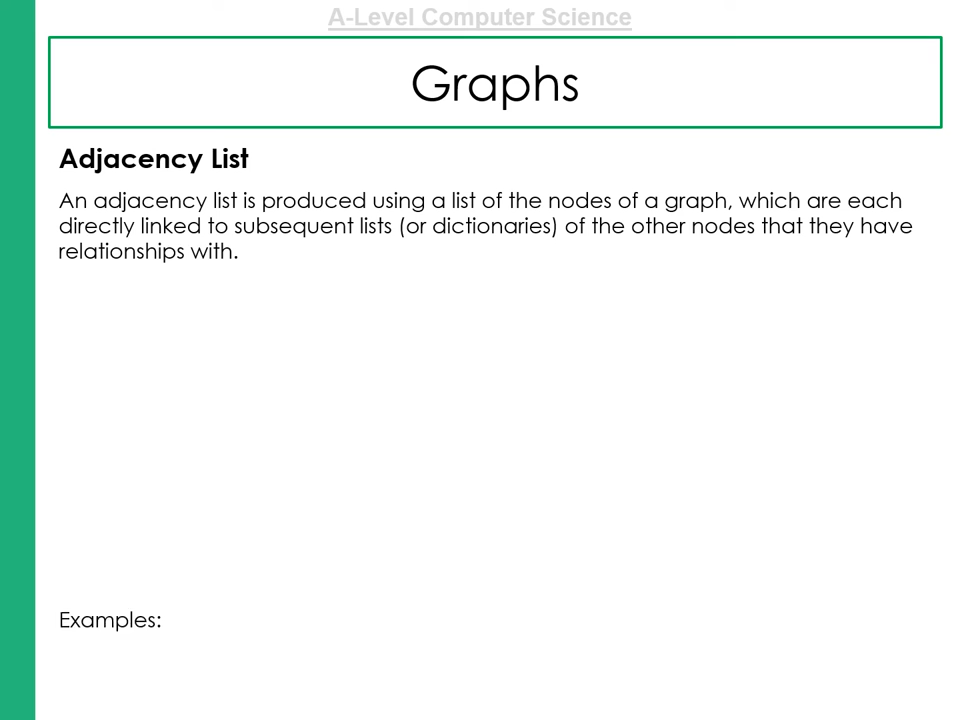 A-Level Computer Science
Graphs
Adjacency List
An adjacency list is produced using a list of the nodes of a graph, which are each
directly linked to subsequent lists (or dictionaries) of the other nodes that they have
relationships with.
Examples: